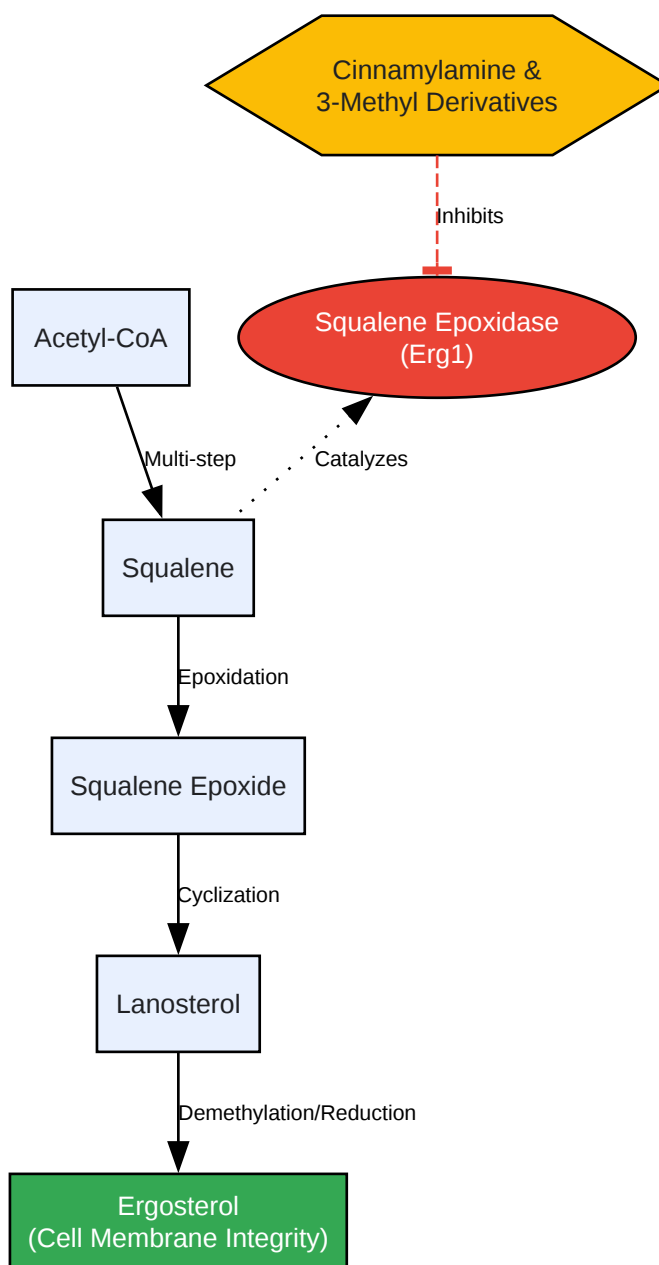 Cinnamylamine &
3-Methyl Derivatives
Inhibits
Squalene Epoxidase
(Erg1)
Acetyl-CoA
Multi-step
Catalyzes
Squalene
Epoxidation
Squalene Epoxide
Cyclization
Lanosterol
Demethylation/Reduction
Ergosterol
(Cell Membrane Integrity)